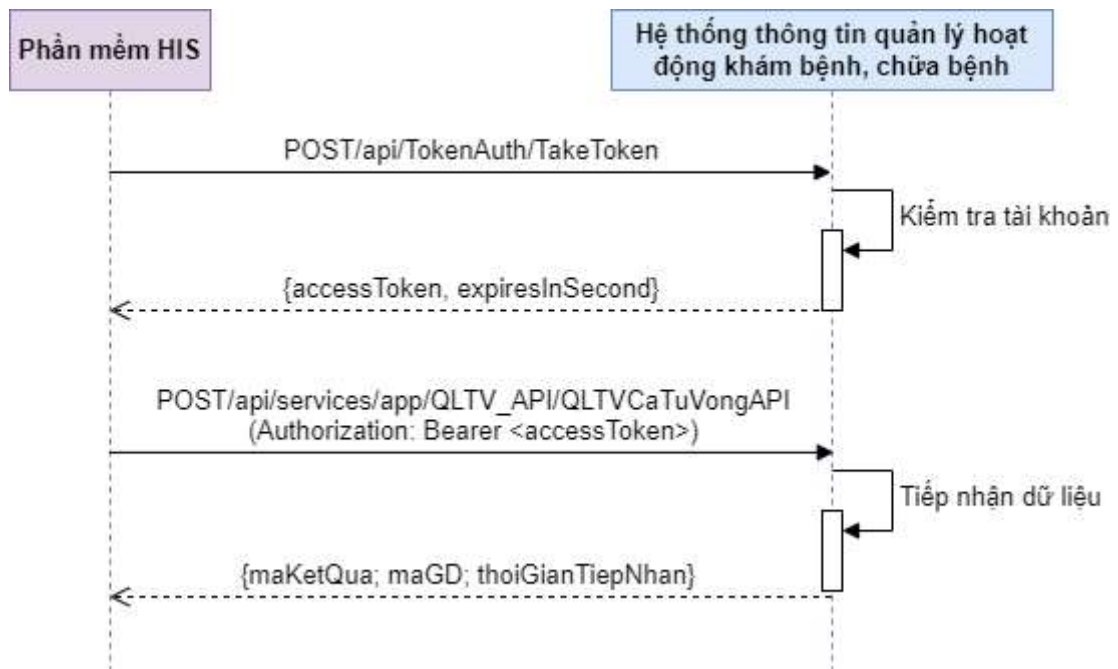 Phần mềm HIS
Hệ thống thông tin quản lý hoạt
động khám bệnh, chữa bệnh
POST/api/TokenAuth/TakeToken
Kiểm tra tài khoản
{accessToken, expiresInSecond}
POST/api/services/app/QLTV_API/QLTVCaTuVongAPI
(Authorization: Bearer <accessToken>)
Tiếp nhận dữ liệu
{maKetQua; maGD; thoiGianTiepNhan}